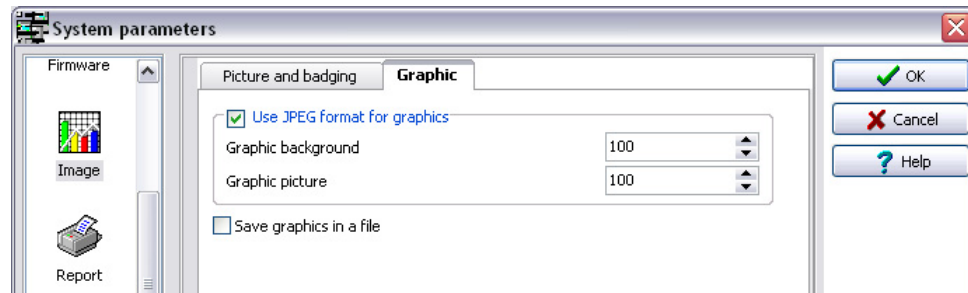 System parameters
Firmware
Image
Report
Picture and badging
Graphic
Use JPEG format for graphics
Graphic background
100
Graphic picture
100
Save graphics in a file
OK
Cancel
Help